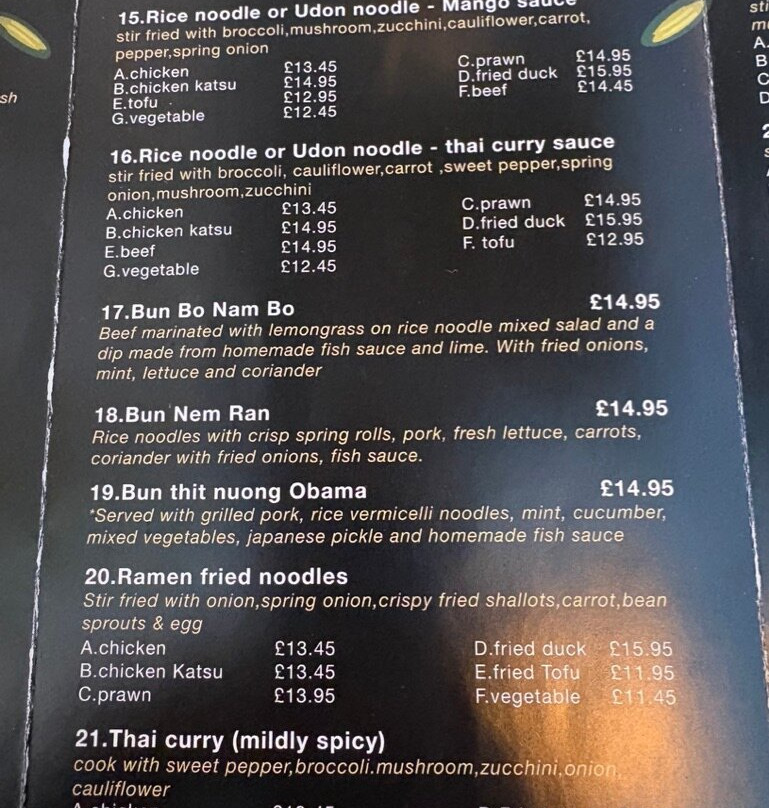 15.Rice noodle or Udon noodle - Mango sauce
stir fried with broccoli,mushroom,zucchini,cauliflower,carrot,
pepper,spring onion
A.chicken £13.45 C.prawn £14.95
B.chicken katsu £14.95 D.fried duck £15.95
E.tofu £12.95 F.beef £14.45
G.vegetable £12.45
16.Rice noodle or Udon noodle - thai curry sauce
stir fried with broccoli, cauliflower,carrot ,sweet pepper,spring
onion,mushroom,zucchini
A.chicken £13.45 C.prawn £14.95
B.chicken katsu £14.95 D.fried duck £15.95
E.beef £14.95 F. tofu £12.95
G.vegetable £12.45
17.Bun Bo Nam Bo £14.95
Beef marinated with lemongrass on rice noodle mixed salad and a
dip made from homemade fish sauce and lime. With fried onions,
mint, lettuce and coriander
18.Bun Nem Ran £14.95
Rice noodles with crisp spring rolls, pork, fresh lettuce, carrots,
coriander with fried onions, fish sauce.
19.Bun thit nuong Obama £14.95
*Served with grilled pork, rice vermicelli noodles, mint, cucumber,
mixed vegetables, japanese pickle and homemade fish sauce
20.Ramen fried noodles
Stir fried with onion,spring onion,crispy fried shallots,carrot,bean
sprouts & egg
A.chicken £13.45 D.fried duck £15.95
B.chicken Katsu £13.45 E.fried Tofu £11.95
C.prawn £13.95 F.vegetable £11.45
21.Thai curry (mildly spicy)
cook with sweet pepper,broccoli.mushroom,zucchini,onion,
cauliflower